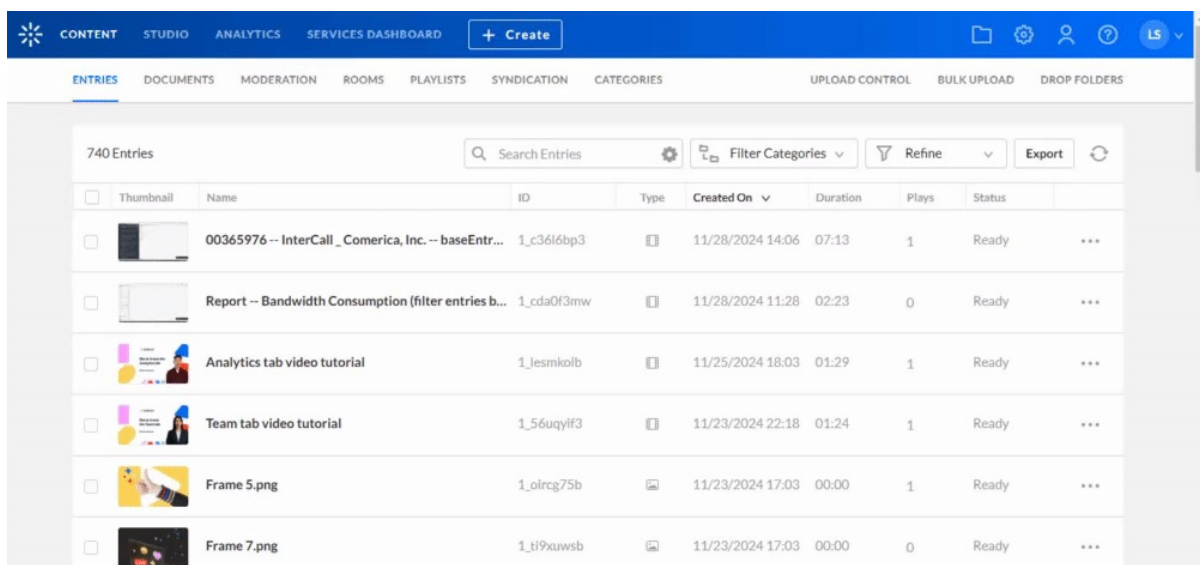 CONTENT STUDIO ANALYTICS SERVICES DASHBOARD + Create LS
ENTRIES DOCUMENTS MODERATION ROOMS PLAYLISTS SYNDICATION CATEGORIES UPLOAD CONTROL BULK UPLOAD DROP FOLDERS
740 Entries Search Entries Filter Categories Refine Export
Thumbnail Name ID Type Created On Duration Plays Status
00365976 -- InterCall _ Comerica, Inc. -- baseEntr... 1_c36l6bp3 11/28/2024 14:06 07:13 1 Ready
Report -- Bandwidth Consumption (filter entries b... 1_cda0f3mw 11/28/2024 11:28 02:23 0 Ready
Analytics tab video tutorial 1_lesmkolb 11/25/2024 18:03 01:29 1 Ready
Team tab video tutorial 1_56uqyif3 11/23/2024 22:18 01:24 1 Ready
Frame 5.png 1_oircg75b 11/23/2024 17:03 00:00 1 Ready
Frame 7.png 1_ti9xuwsb 11/23/2024 17:03 00:00 0 Ready